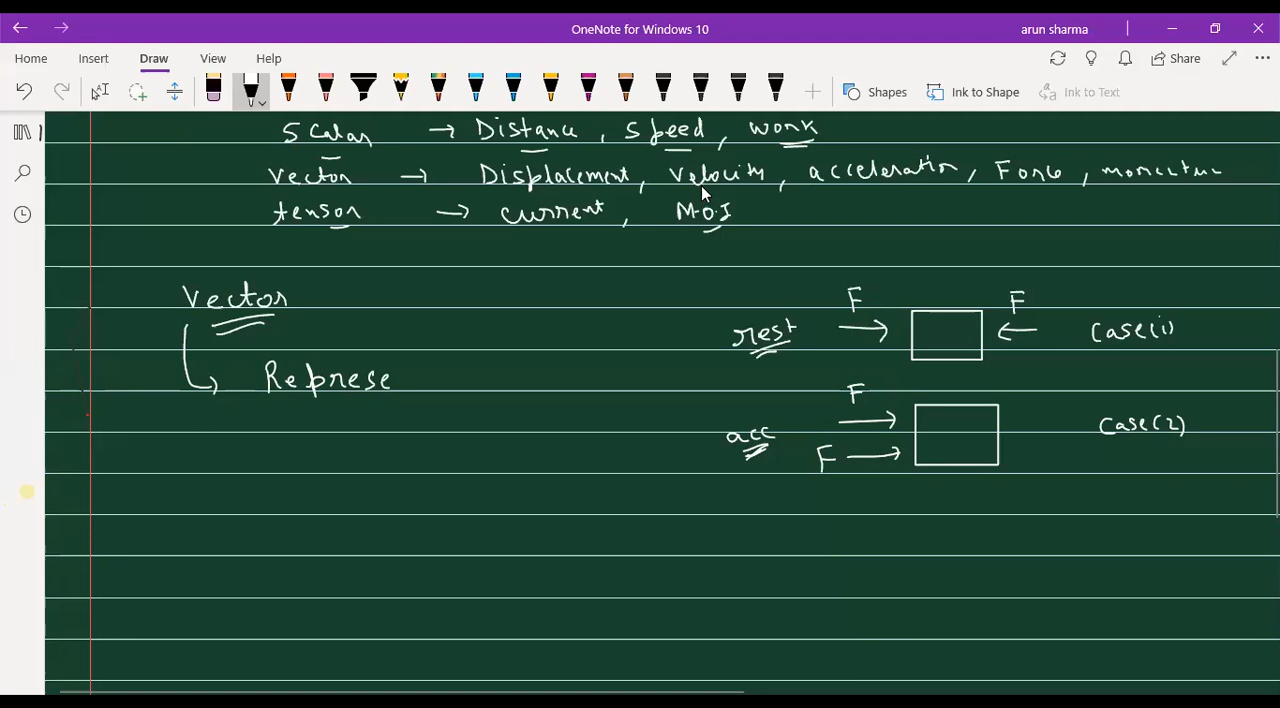 OneNote for Windows 10
arun sharma
Home Insert Draw View Help
Share
Shapes Ink to Shape Ink to Text
Scalar → Distance, Speed, work
Vector → Displacement, Velocity, acceleration, Force, momentum
tensor → current, M.O.I
Vector
Represe
rest F F Case(1)
acc F F Case(2)